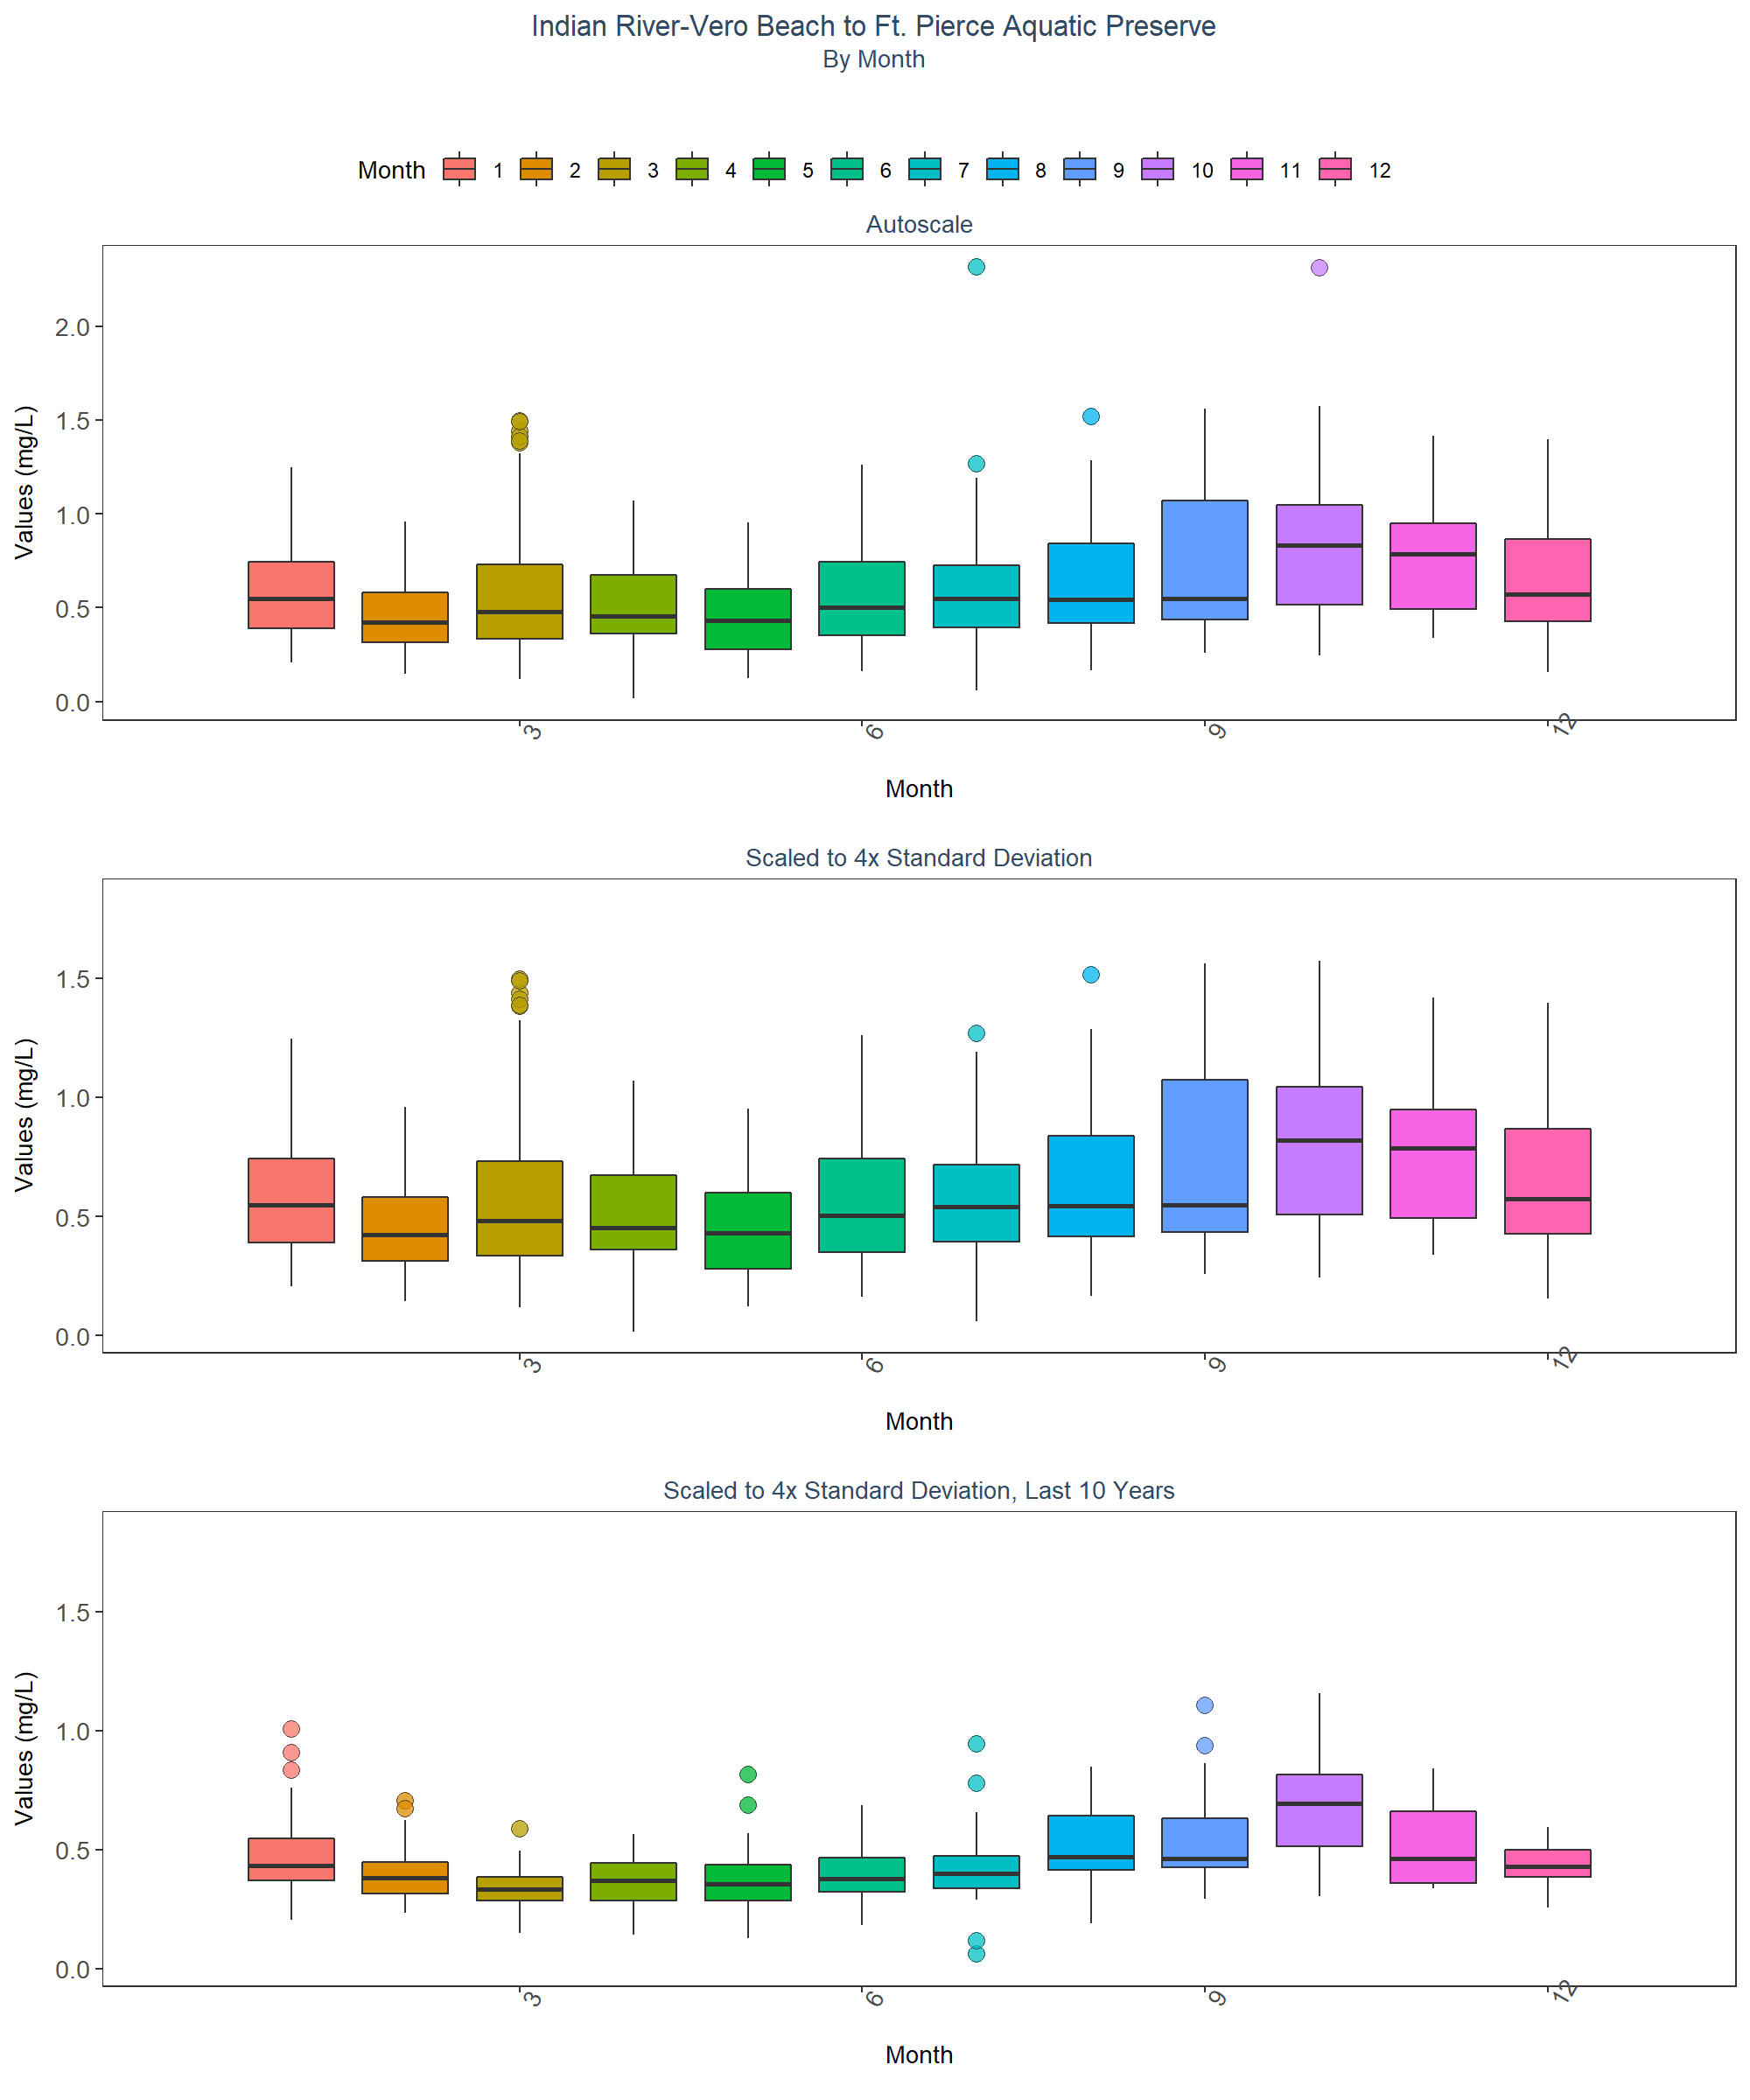 Indian River-Vero Beach to Ft. Pierce Aquatic Preserve
By Month
Month 1 2 3 4 5 6 7 8 9 10 11 12
Autoscale
Values (mg/L)
2.0
1.5
1.0
0.5
0.0
3 6 9 12
Month
Scaled to 4x Standard Deviation
Values (mg/L)
1.5
1.0
0.5
0.0
3 6 9 12
Month
Scaled to 4x Standard Deviation, Last 10 Years
Values (mg/L)
1.5
1.0
0.5
0.0
3 6 9 12
Month